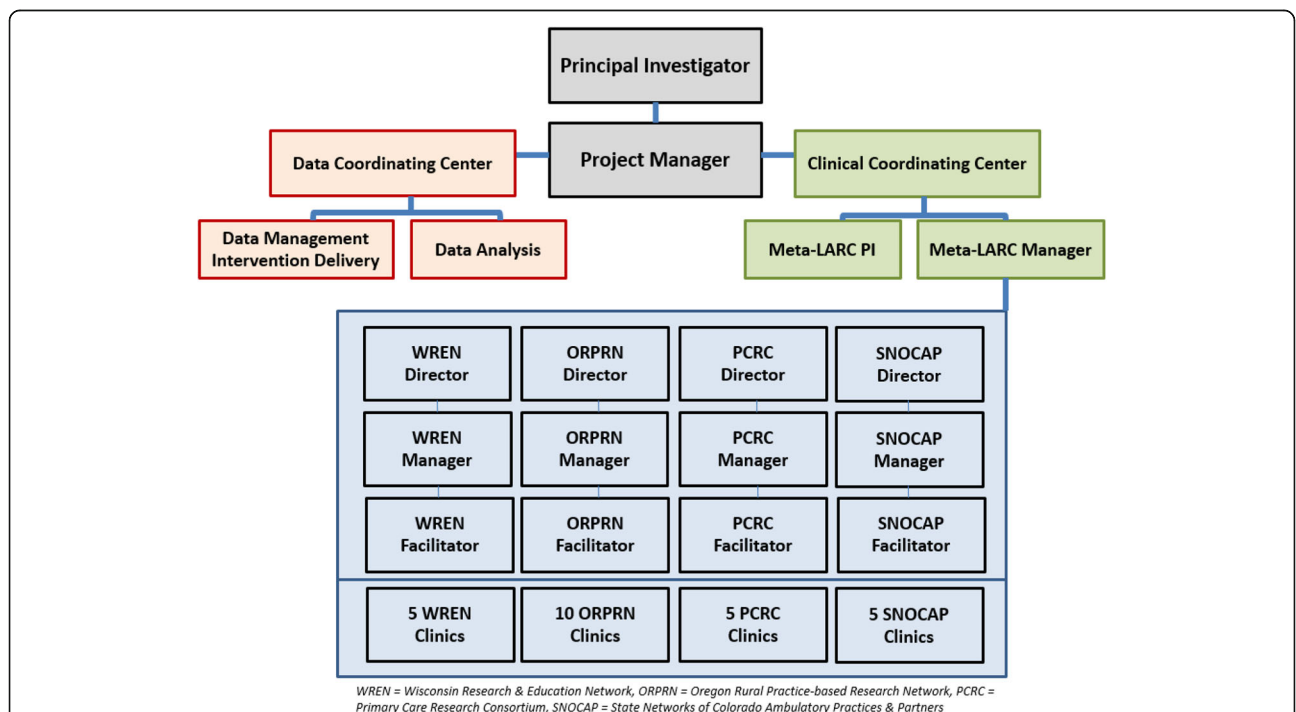 Principal Investigator
Project Manager
Data Coordinating Center
Clinical Coordinating Center
Data Management
Intervention Delivery
Data Analysis
Meta-LARC PI
Meta-LARC Manager
WREN
Director
ORPRN
Director
PCRC
Director
SNOCAP
Director
WREN
Manager
ORPRN
Manager
PCRC
Manager
SNOCAP
Manager
WREN
Facilitator
ORPRN
Facilitator
PCRC
Facilitator
SNOCAP
Facilitator
5 WREN
Clinics
10 ORPRN
Clinics
5 PCRC
Clinics
5 SNOCAP
Clinics
WREN = Wisconsin Research & Education Network, ORPRN = Oregon Rural Practice-based Research Network, PCRC =
Primary Care Research Consortium, SNOCAP = State Networks of Colorado Ambulatory Practices & Partners